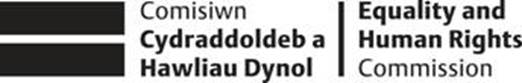 Comisiwn
Cydraddoldeb a
Hawliau Dynol
Equality and
Human Rights
Commission